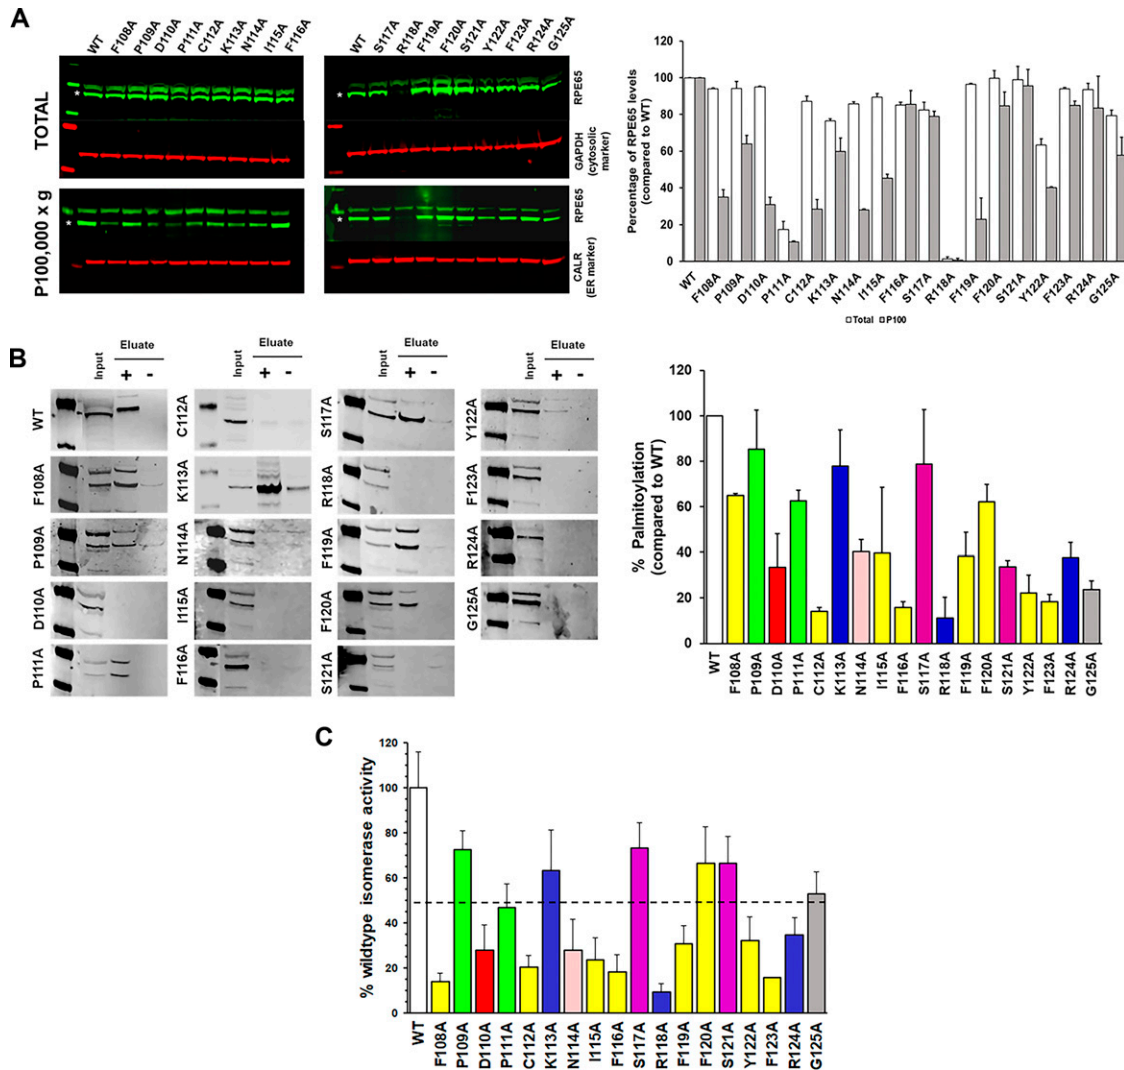 A
WT
F108A
P109A
D110A
P111A
C112A
K113A
N114A
I115A
F116A
WT
S117A
R118A
F119A
F120A
S121A
Y122A
F123A
R124A
G125A
TOTAL
*
*
RPE65
GAPDH
(cytosolic
marker)
P100,000 x g
*
*
RPE65
CALR
(ER marker)
Percentage of RPE65 levels
(compared to WT)
120
100
80
60
40
20
0
WT
F108A
P109A
D110A
P111A
C112A
K113A
N114A
I115A
F116A
S117A
R118A
F119A
F120A
S121A
Y122A
F123A
R124A
G125A
Total P100
B
Input
Eluate
+ -
Input
Eluate
+ -
Input
Eluate
+ -
Input
Eluate
+ -
WT
F108A
P109A
D110A
P111A
C112A
K113A
N114A
I115A
F116A
S117A
R118A
F119A
F120A
S121A
Y122A
F123A
R124A
G125A
% Palmitoylation
(compared to WT)
100
80
60
40
20
0
WT
F108A
P109A
D110A
P111A
C112A
K113A
N114A
I115A
F116A
S117A
R118A
F119A
F120A
S121A
Y122A
F123A
R124A
G125A
C
% wildtype isomerase activity
120
100
80
60
40
20
0
WT
F108A
P109A
D110A
P111A
C112A
K113A
N114A
I115A
F116A
S117A
R118A
F119A
F120A
S121A
Y122A
F123A
R124A
G125A